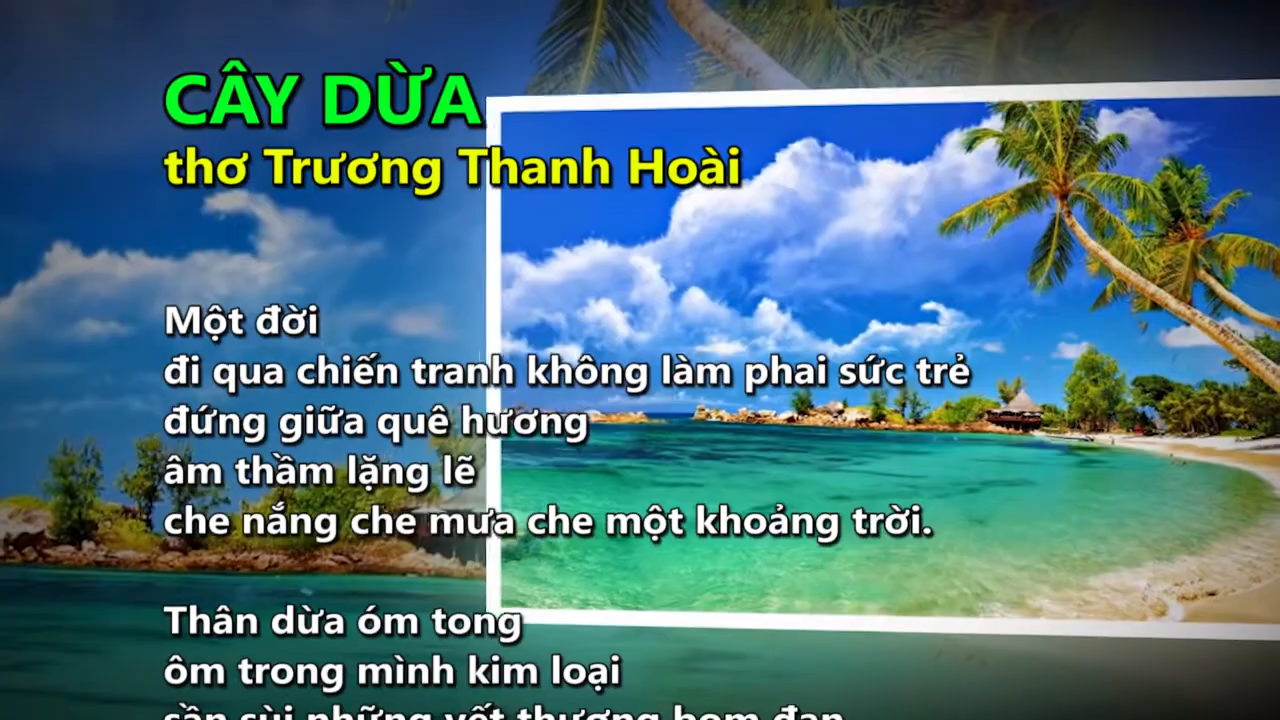 CÂY DỪA
thơ Trương Thanh Hoài
Một đời
đi qua chiến tranh không làm phai sức trẻ
đứng giữa quê hương
âm thầm lặng lẽ
che nắng che mưa che một khoảng trời.
Thân dừa óm tong
ôm trong mình kim loại
sần sùi những vết thương bom đạn